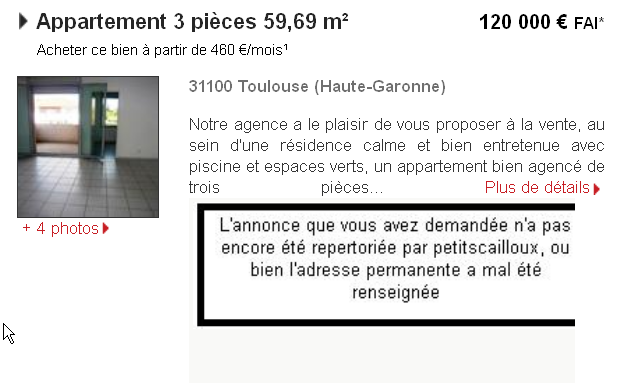 Appartement 3 pièces 59,69 m² 120 000 € FAI*
Acheter ce bien à partir de 460 €/mois¹
31100 Toulouse (Haute-Garonne)
Notre agence a le plaisir de vous proposer à la vente, au
sein d'une résidence calme et bien entretenue avec
piscine et espaces verts, un appartement bien agencé de
trois pièces... Plus de détails
+ 4 photos
L'annonce que vous avez demandée n'a pas
encore été repertoriée par petitscailloux, ou
bien l'adresse permanente a mal été
renseignée